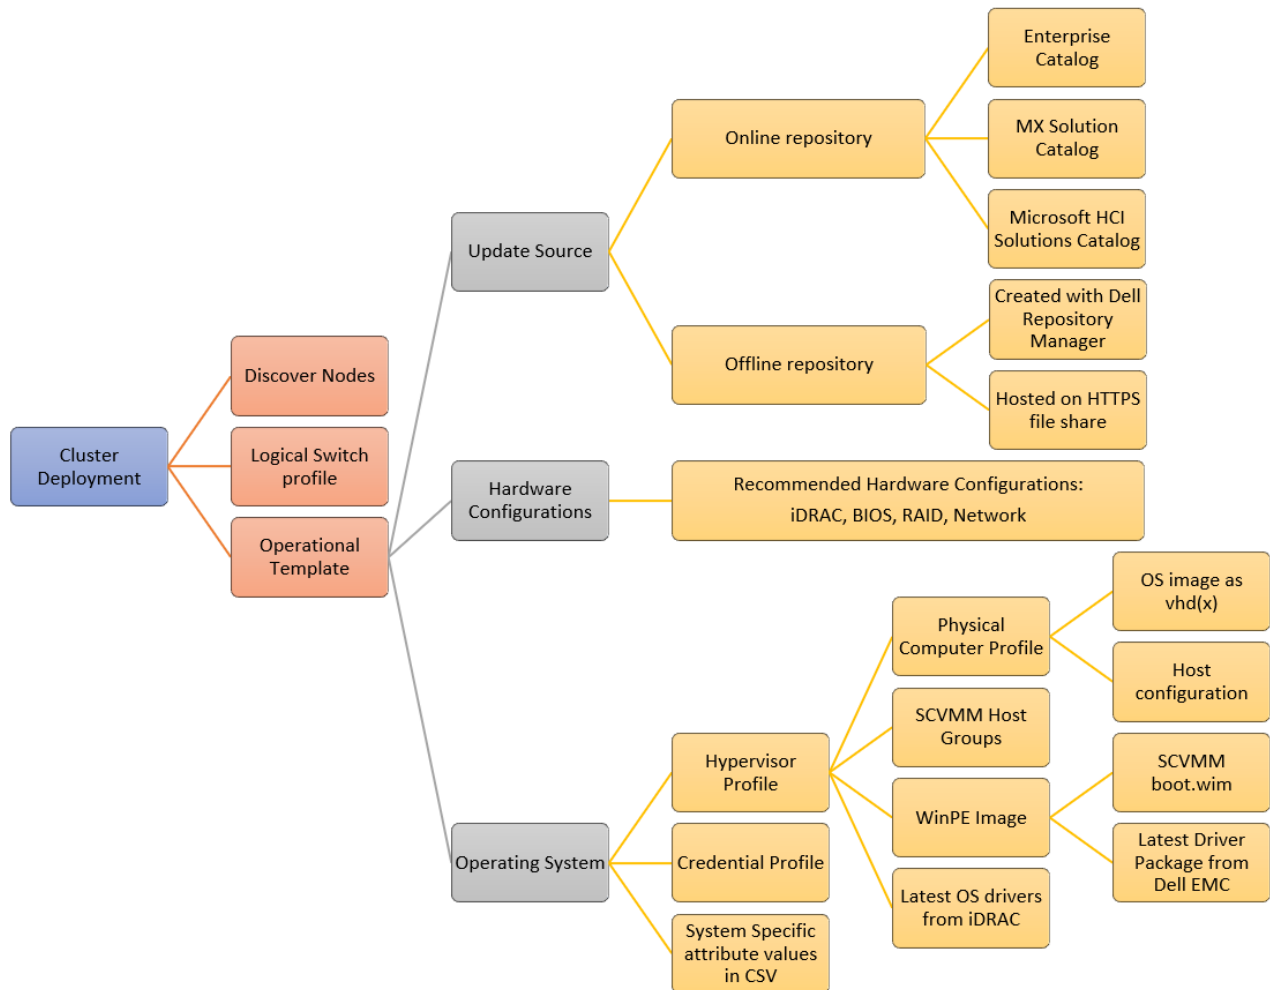 Cluster
Deployment
Discover Nodes
Logical Switch
profile
Operational
Template
Update Source
Online repository
Enterprise
Catalog
MX Solution
Catalog
Microsoft HCI
Solutions Catalog
Offline repository
Created with Dell
Repository
Manager
Hosted on HTTPS
file share
Hardware
Configurations
Recommended Hardware Configurations:
iDRAC, BIOS, RAID, Network
Operating System
Hypervisor
Profile
Physical
Computer Profile
OS image as
vhd(x)
Host
configuration
SCVMM Host
Groups
WinPE Image
SCVMM
boot.wim
Latest Driver
Package from
Dell EMC
Latest OS drivers
from iDRAC
Credential Profile
System Specific
attribute values
in CSV